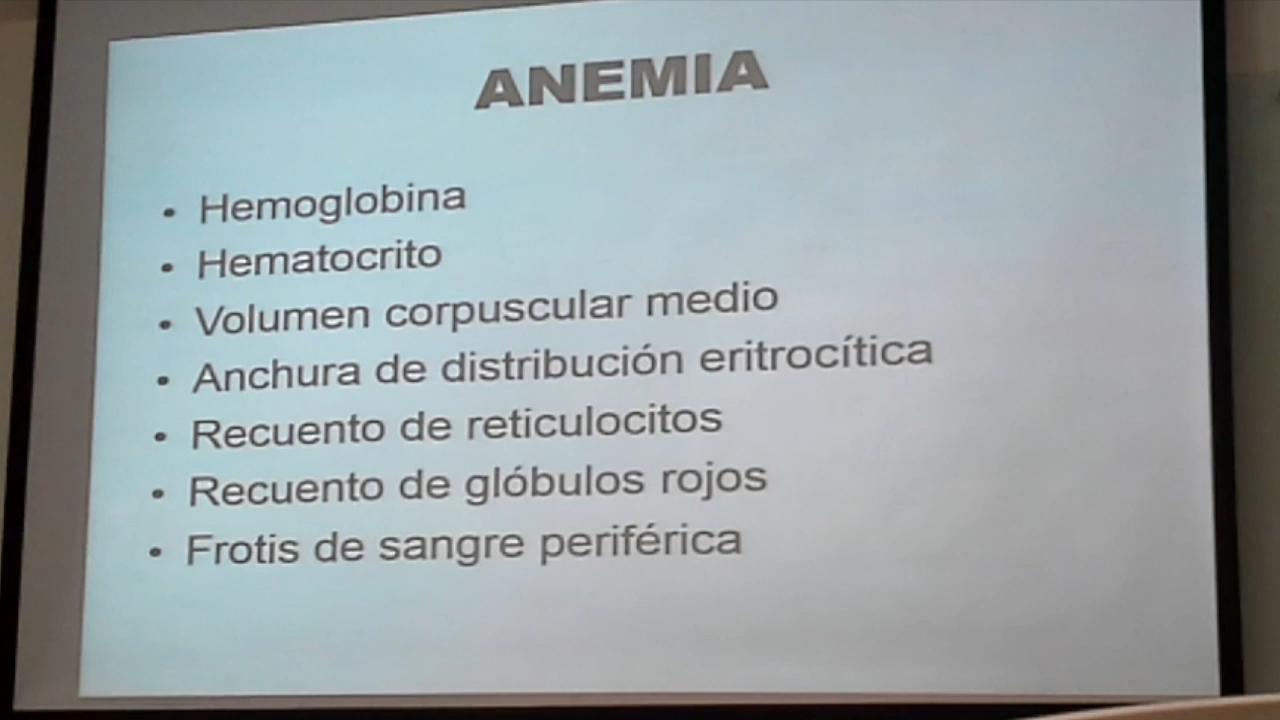 ANEMIA
• Hemoglobina
• Hematocrito
• Volumen corpuscular medio
• Anchura de distribución eritrocítica
• Recuento de reticulocitos
• Recuento de glóbulos rojos
• Frotis de sangre periférica